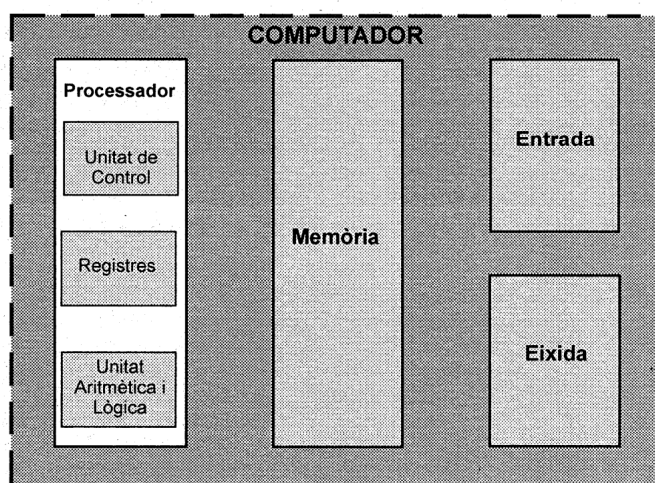 COMPUTADOR
Processador
Unitat de
Control
Registres
Unitat
Aritmètica i
Lògica
Memòria
Entrada
Eixida